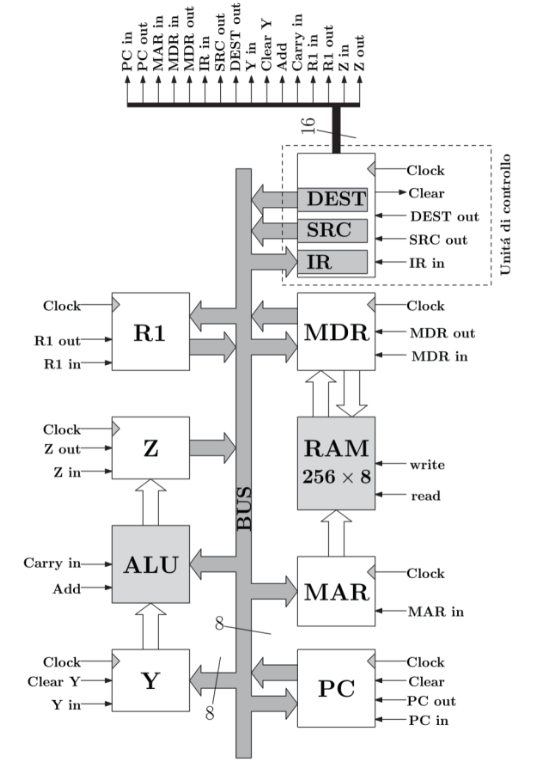 PC in
PC out
MAR in
MDR in
MDR out
IR in
SRC out
DEST out
Y in
Clear Y
Add
Carry in
R1 in
R1 out
Z in
Z out
16
Unitá di controllo
Clock
Clear
DEST
DEST out
SRC
SRC out
IR
IR in
Clock
R1 out
R1 in
R1
MDR
Clock
MDR out
MDR in
Clock
Z out
Z in
Z
RAM
256 × 8
write
read
BUS
Carry in
Add
ALU
MAR
Clock
MAR in
8
8
Clock
Clear Y
Y in
Y
PC
Clock
Clear
PC out
PC in